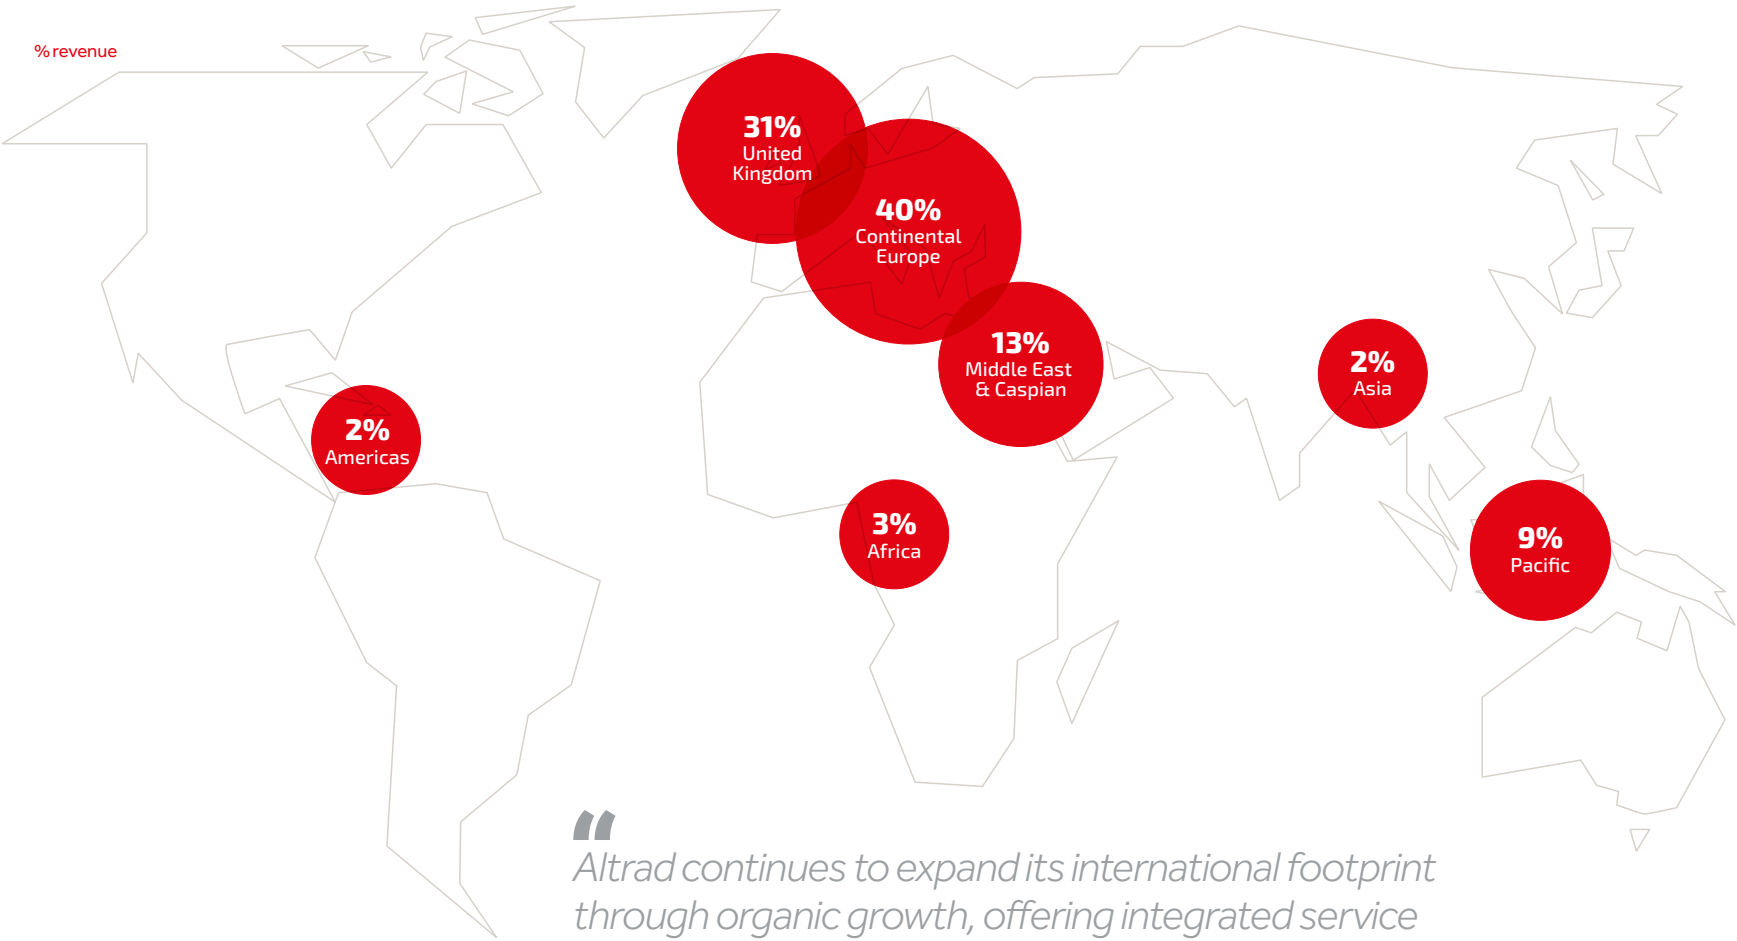 % revenue
31%
United
Kingdom
40%
Continental
Europe
13%
Middle East
& Caspian
2%
Asia
2%
Americas
3%
Africa
9%
Pacific
“
Altrad continues to expand its international footprint
through organic growth, offering integrated service